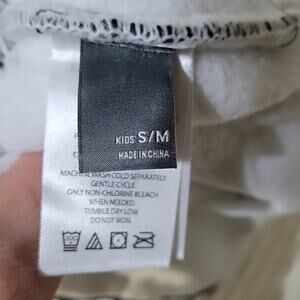 KIDS S/M
MADE IN CHINA
MACHINE WASH COLD SEPARATELY
GENTLE CYCLE.
ONLY NON-CHLORINE BLEACH
WHEN NEEDED.
TUMBLE DRY LOW
DO NOT IRON.